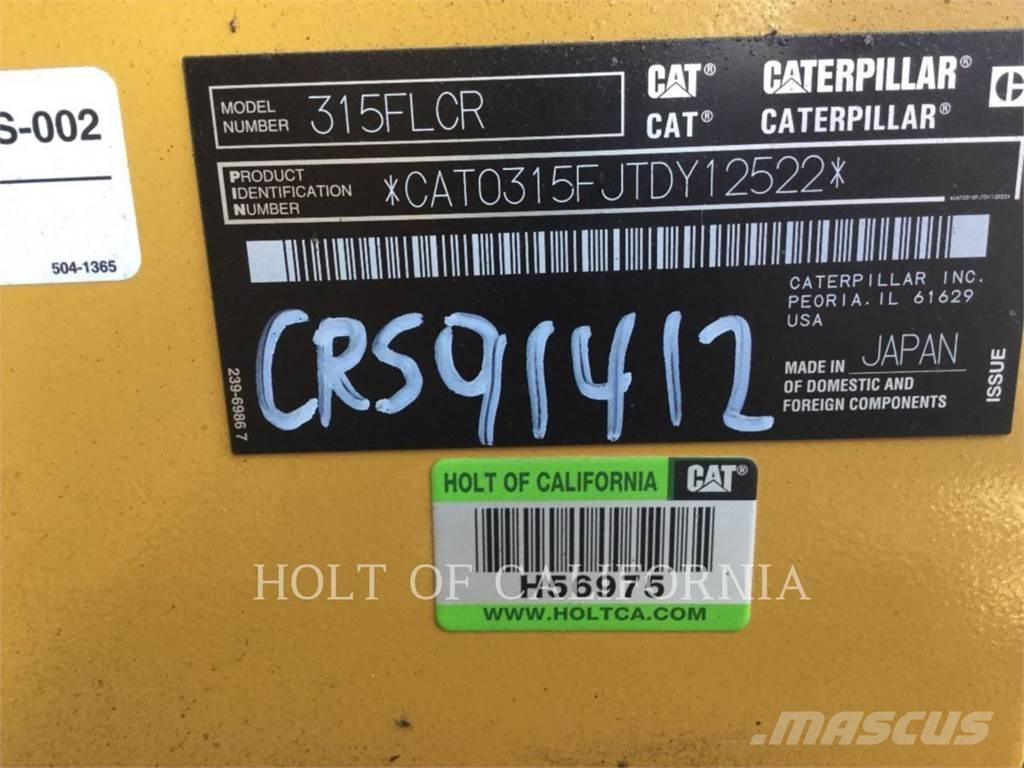 S-002
504-1365
MODEL NUMBER 315FLCR
CAT® CATERPILLAR®
CAT® CATERPILLAR®
PRODUCT IDENTIFICATION NUMBER *CAT0315FJTDY12522*
*CAT0315FJTDY12522*
CATERPILLAR INC.
PEORIA.IL 61629
USA
MADE IN JAPAN
OF DOMESTIC AND
FOREIGN COMPONENTS
ISSUE
239-6986 7
CRS91412
HOLT OF CALIFORNIA CAT®
H56975
WWW.HOLTCA.COM
HOLT OF CALIFORNIA
MASCUS